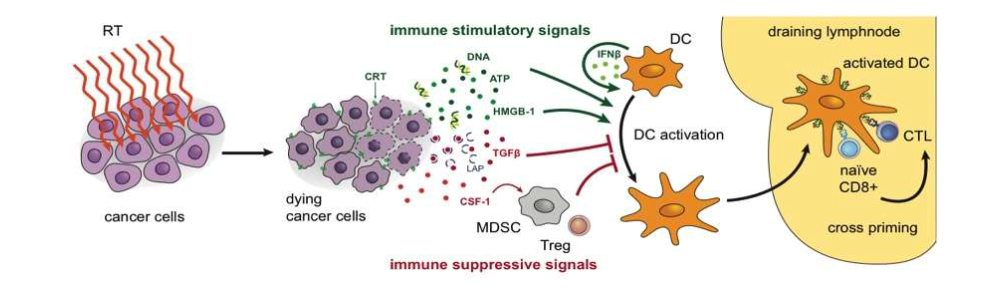 RT
cancer cells
immune stimulatory signals
CRT
DNA
ATP
HMGB-1
TGFβ
LAP
CSF-1
dying
cancer cells
MDSC
Treg
immune suppressive signals
IFNβ
DC
DC activation
draining lymphnode
activated DC
CTL
naïve
CD8+
cross priming